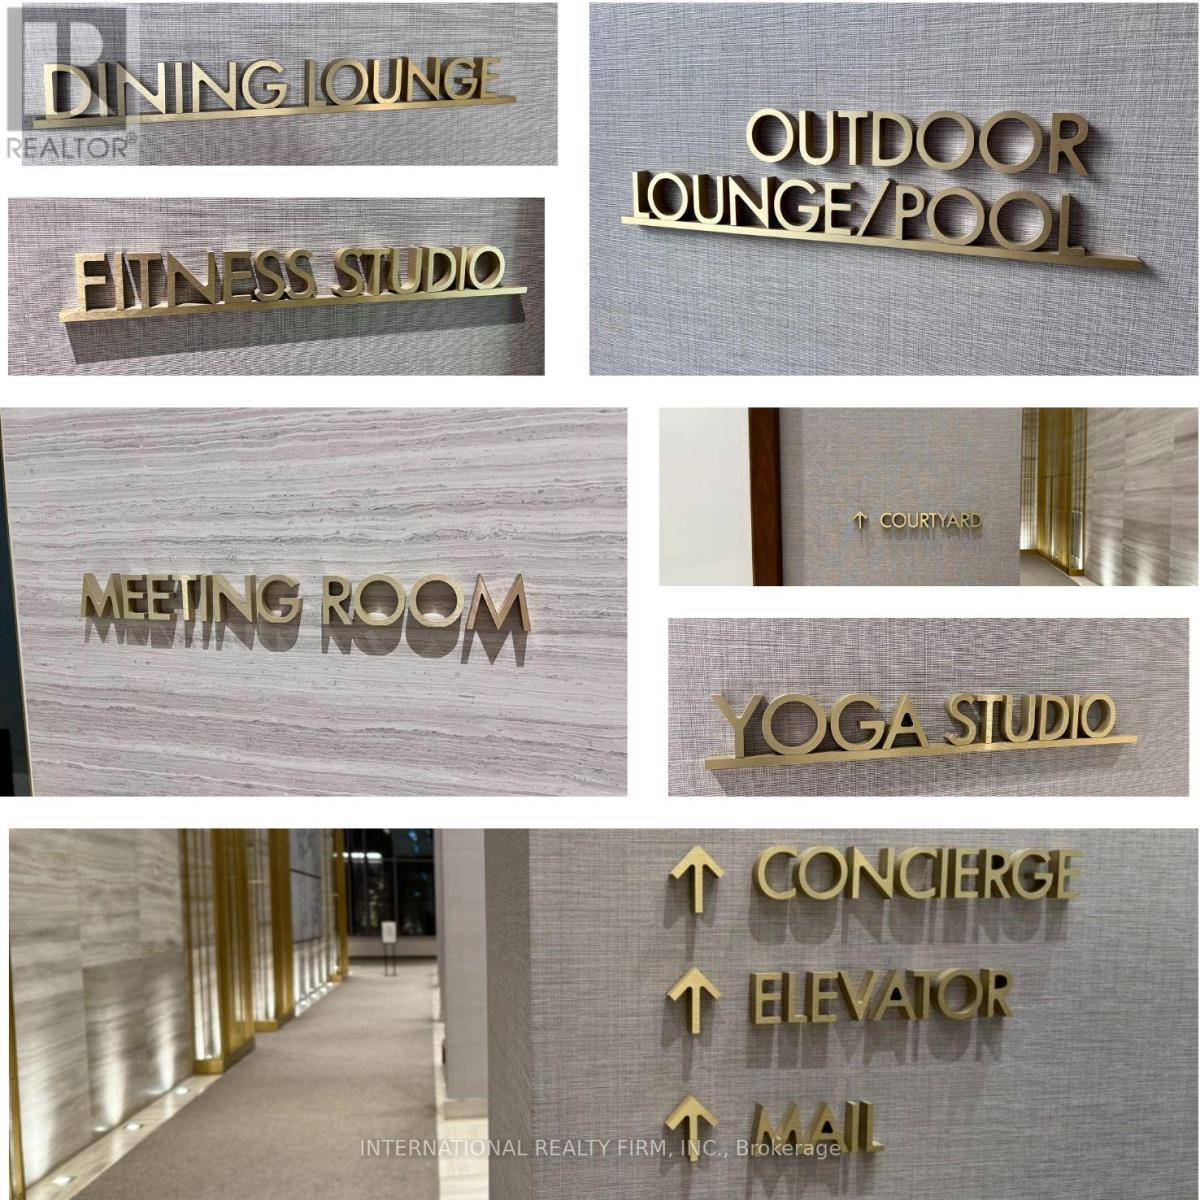 R
REALTOR®
DINING LOUNGE
OUTDOOR
LOUNGE/POOL
FITNESS STUDIO
↑ COURTYARD
MEETING ROOM
YOGA STUDIO
↑ CONCIERGE
↑ ELEVATOR
↑ MAIL
INTERNATIONAL REALTY FIRM, INC., Brokerage